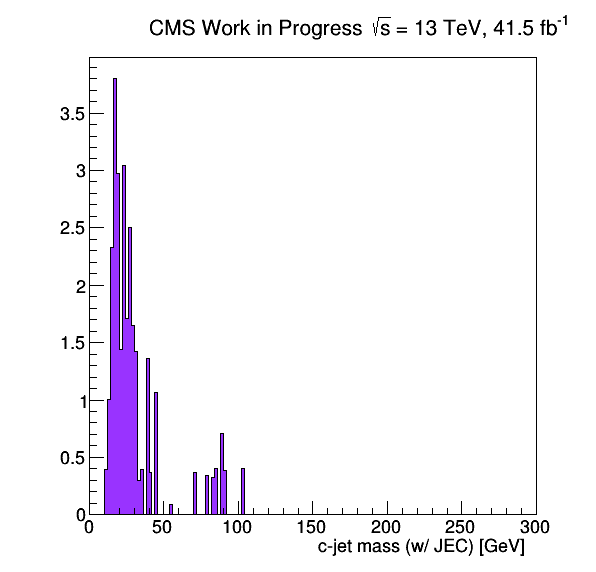 CMS Work in Progress √s = 13 TeV, 41.5 fb⁻¹
3.5
3
2.5
2
1.5
1
0.5
0
0 50 100 150 200 250 300
c-jet mass (w/ JEC) [GeV]